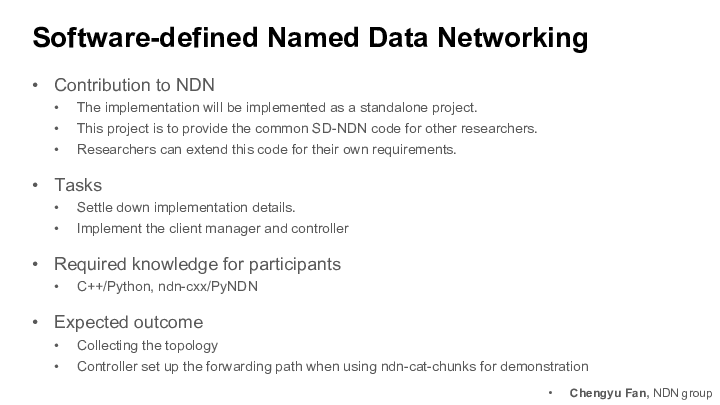 Software-defined Named Data Networking
• Contribution to NDN
• The implementation will be implemented as a standalone project.
• This project is to provide the common SD-NDN code for other researchers.
• Researchers can extend this code for their own requirements.
• Tasks
• Settle down implementation details.
• Implement the client manager and controller
• Required knowledge for participants
• C++/Python, ndn-cxx/PyNDN
• Expected outcome
• Collecting the topology
• Controller set up the forwarding path when using ndn-cat-chunks for demonstration
• Chengyu Fan, NDN group